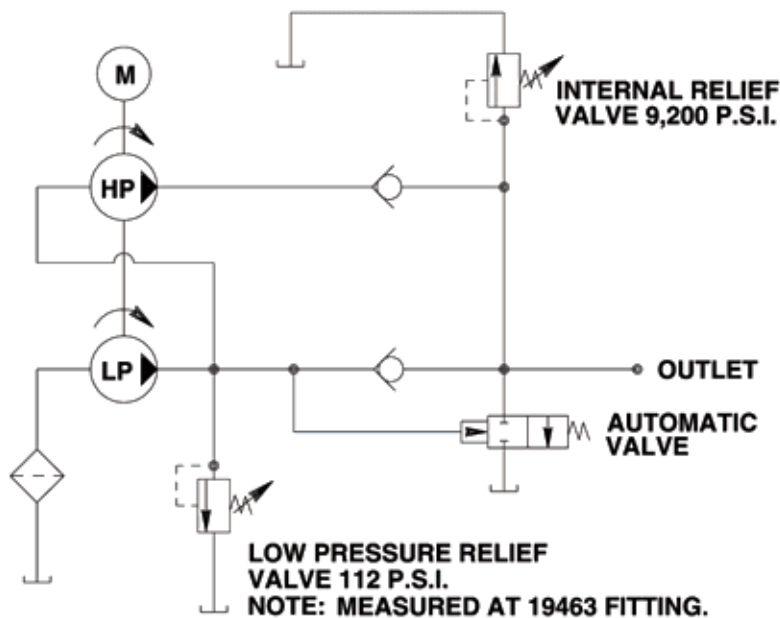 M
INTERNAL RELIEF
VALVE 9,200 P.S.I.
HP
LP
OUTLET
AUTOMATIC
VALVE
LOW PRESSURE RELIEF
VALVE 112 P.S.I.
NOTE: MEASURED AT 19463 FITTING.